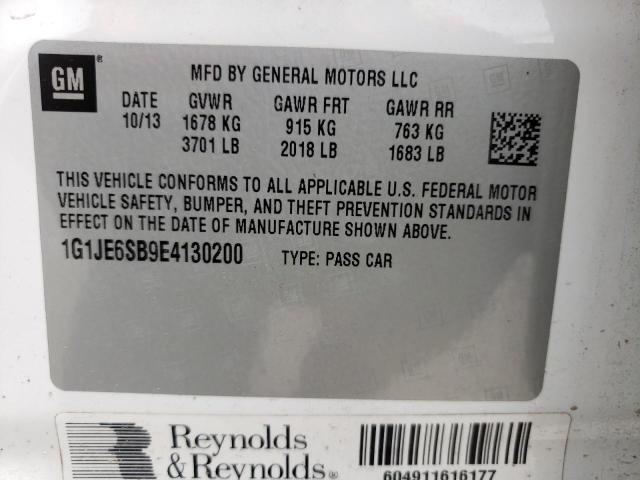 GM®
MFD BY GENERAL MOTORS LLC
DATE GVWR GAWR FRT GAWR RR
10/13 1678 KG 915 KG 763 KG
3701 LB 2018 LB 1683 LB
THIS VEHICLE CONFORMS TO ALL APPLICABLE U.S. FEDERAL MOTOR
VEHICLE SAFETY, BUMPER, AND THEFT PREVENTION STANDARDS IN
EFFECT ON THE DATE OF MANUFACTURE SHOWN ABOVE.
1G1JE6SB9E4130200 TYPE: PASS CAR
Reynolds
& Reynolds®
604911616177